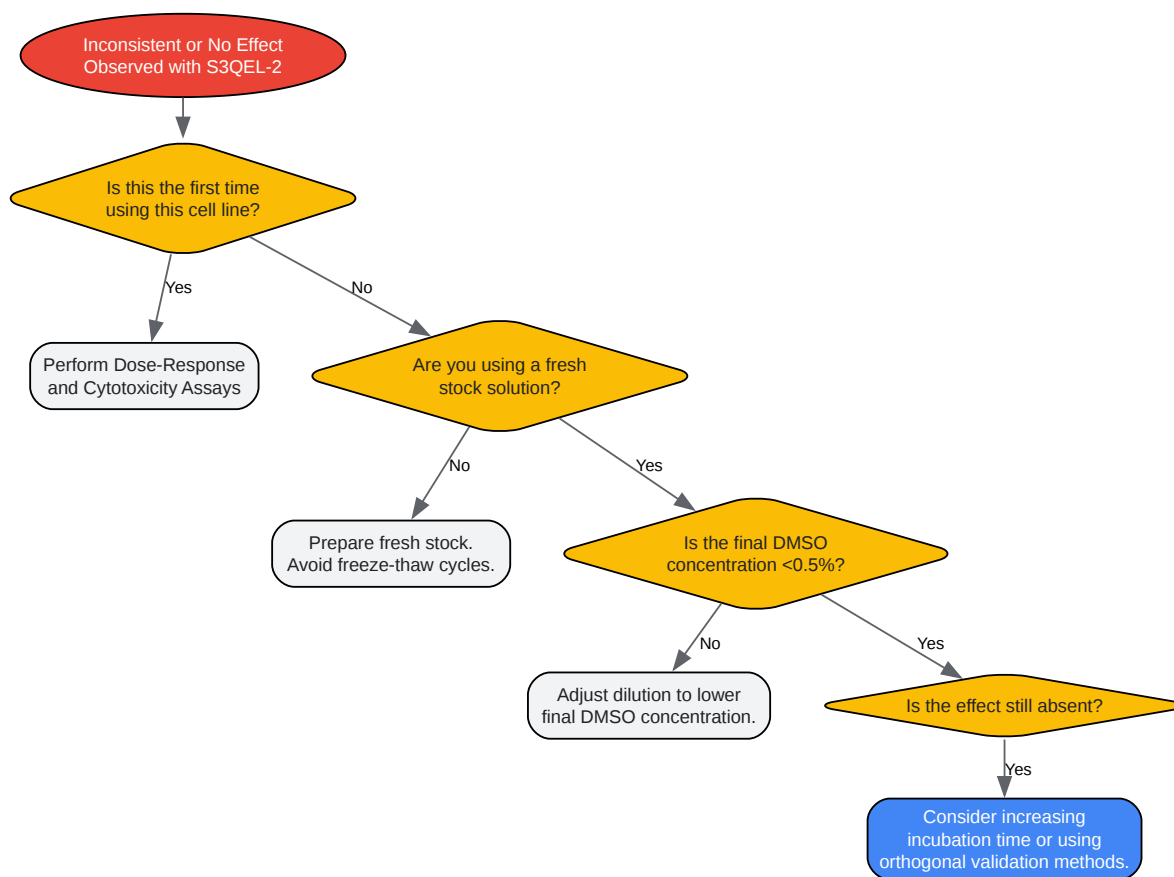 Inconsistent or No Effect
Observed with S3QEL-2
Is this the first time
using this cell line?
Yes
No
Perform Dose-Response
and Cytotoxicity Assays
Are you using a fresh
stock solution?
No
Yes
Prepare fresh stock.
Avoid freeze-thaw cycles.
Is the final DMSO
concentration <0.5%?
No
Yes
Adjust dilution to lower
final DMSO concentration.
Is the effect still absent?
Yes
Consider increasing
incubation time or using
orthogonal validation methods.